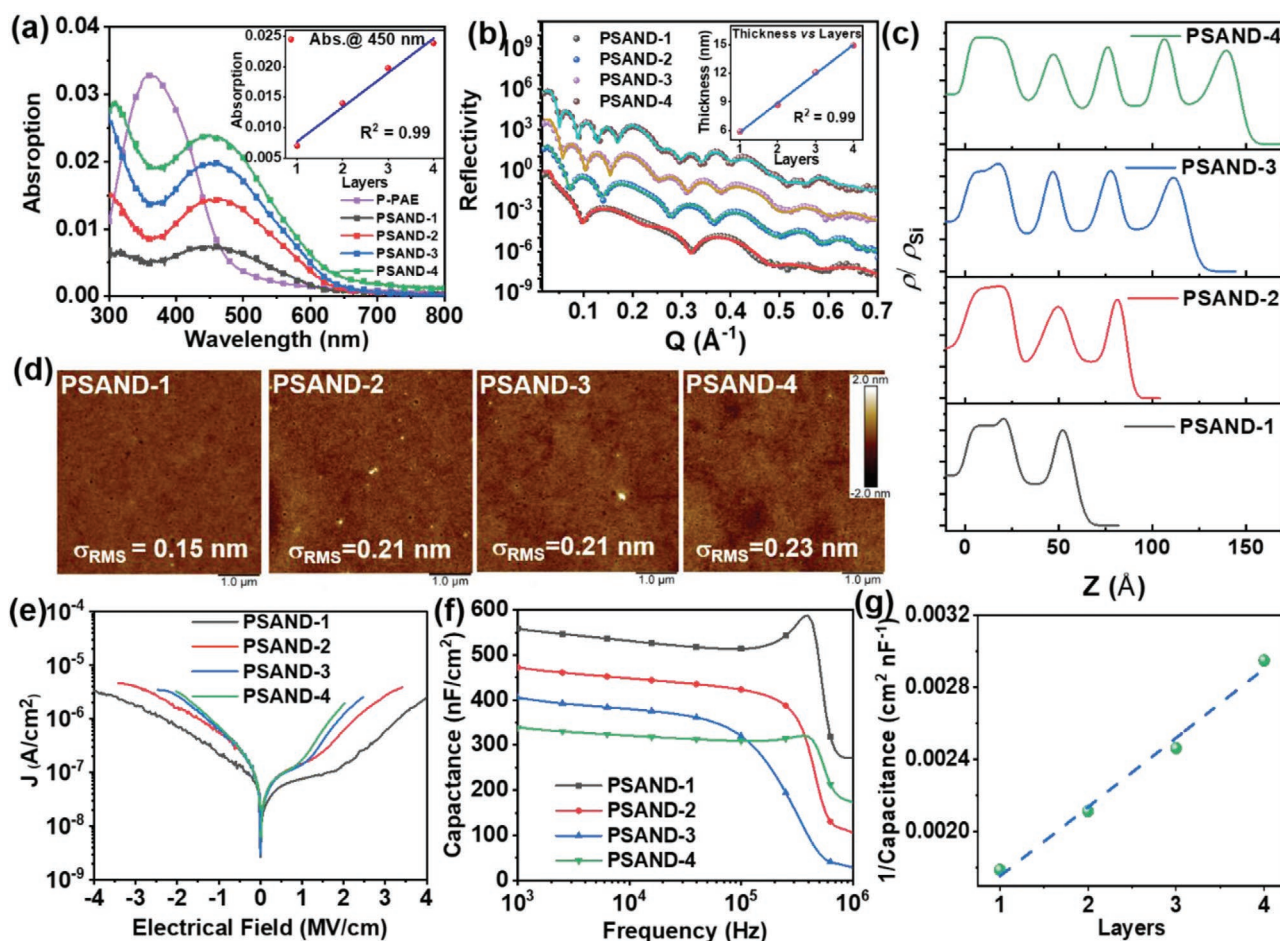 (a)
0.04
0.03
0.02
0.01
0.00
Absroption
300 400 500 600 700 800
Wavelength (nm)
0.025
0.020
0.015
0.010
0.005
Absorption
Abs.@ 450 nm
R² = 0.99
1 2 3 4
Layers
P-PAE
PSAND-1
PSAND-2
PSAND-3
PSAND-4
(b)
10⁹
10⁶
10³
10⁰
10⁻³
10⁻⁶
10⁻⁹
Reflectivity
PSAND-1
PSAND-2
PSAND-3
PSAND-4
Thickness vs Layers
15
12
9
6
Thickness (nm)
R² = 0.99
1 2 3 4
Layers
0.1 0.2 0.3 0.4 0.5 0.6 0.7
Q (Å⁻¹)
(c)
PSAND-4
PSAND-3
PSAND-2
PSAND-1
ρ/ ρSi
0 50 100 150
Z (Å)
(d)
PSAND-1
σRMS = 0.15 nm
1.0 µm
PSAND-2
σRMS=0.21 nm
1.0 µm
PSAND-3
σRMS=0.21 nm
1.0 µm
PSAND-4
σRMS=0.23 nm
1.0 µm
2.0 nm
-2.0 nm
(e)
10⁻⁴
10⁻⁵
10⁻⁶
10⁻⁷
10⁻⁸
10⁻⁹
J (A/cm²)
PSAND-1
PSAND-2
PSAND-3
PSAND-4
-4 -3 -2 -1 0 1 2 3 4
Electrical Field (MV/cm)
(f)
600
550
500
450
400
350
300
250
200
150
100
50
0
Capacitance (nF/cm²)
PSAND-1
PSAND-2
PSAND-3
PSAND-4
10³ 10⁴ 10⁵ 10⁶
Frequency (Hz)
(g)
0.0032
0.0028
0.0024
0.0020
1/Capacitance (cm² nF⁻¹)
1 2 3 4
Layers